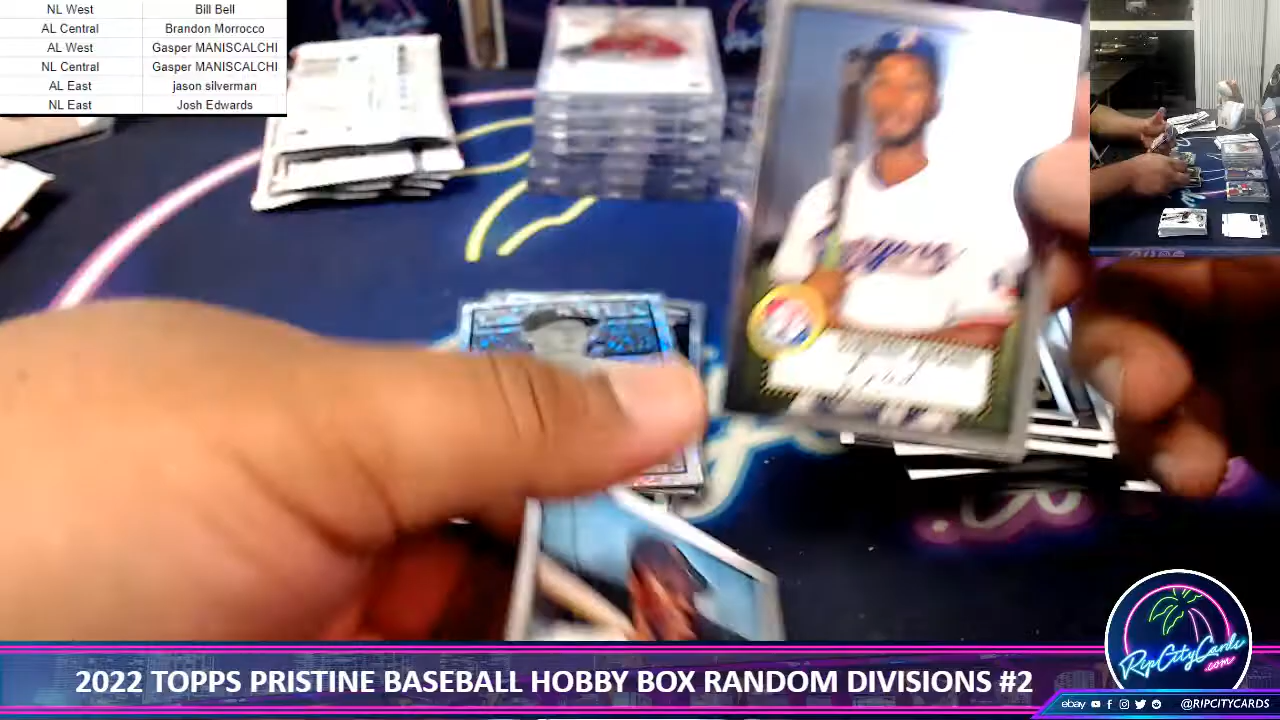 NL West Bill Bell
AL Central Brandon Morrocco
AL West Gasper MANISCALCHI
NL Central Gasper MANISCALCHI
AL East jason silverman
NL East Josh Edwards
RipCityCards
.com
2022 TOPPS PRISTINE BASEBALL HOBBY BOX RANDOM DIVISIONS #2
ebay @RIPCITYCARDS